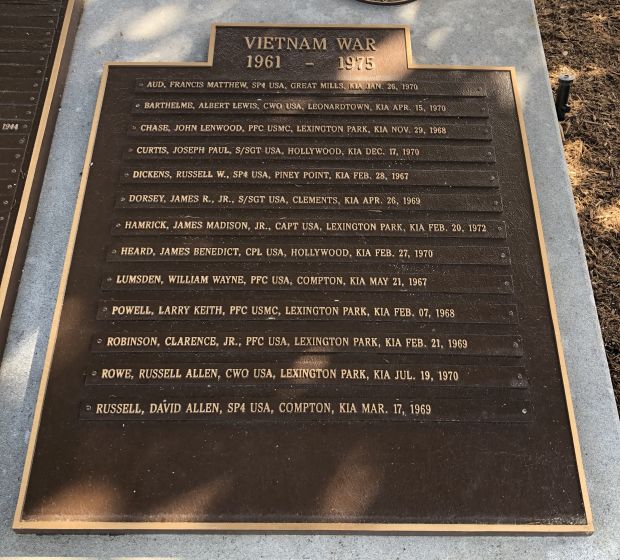 VIETNAM WAR
1961 - 1975
AUD, FRANCIS MATTHEW, SP4 USA, GREAT MILLS, KIA JAN. 26, 1970
BARTHELME, ALBERT LEWIS, CWO USA, LEONARDTOWN, KIA APR. 15, 1970
CHASE, JOHN LENWOOD, PFC USMC, LEXINGTON PARK, KIA NOV. 29, 1968
CURTIS, JOSEPH PAUL, S/SGT USA, HOLLYWOOD, KIA DEC. 17, 1970
DICKENS, RUSSELL W., SP4 USA, PINEY POINT, KIA FEB. 28, 1967
DORSEY, JAMES R., JR., S/SGT USA, CLEMENTS, KIA APR. 26, 1969
HAMRICK, JAMES MADISON, JR., CAPT USA, LEXINGTON PARK, KIA FEB. 20, 1972
HEARD, JAMES BENEDICT, CPL USA, HOLLYWOOD, KIA FEB. 27, 1970
LUMSDEN, WILLIAM WAYNE, PFC USA, COMPTON, KIA MAY 21, 1967
POWELL, LARRY KEITH, PFC USMC, LEXINGTON PARK, KIA FEB. 07, 1968
ROBINSON, CLARENCE, JR., PFC USA, LEXINGTON PARK, KIA FEB. 21, 1969
ROWE, RUSSELL ALLEN, CWO USA, LEXINGTON PARK, KIA JUL. 19, 1970
RUSSELL, DAVID ALLEN, SP4 USA, COMPTON, KIA MAR. 17, 1969
1944